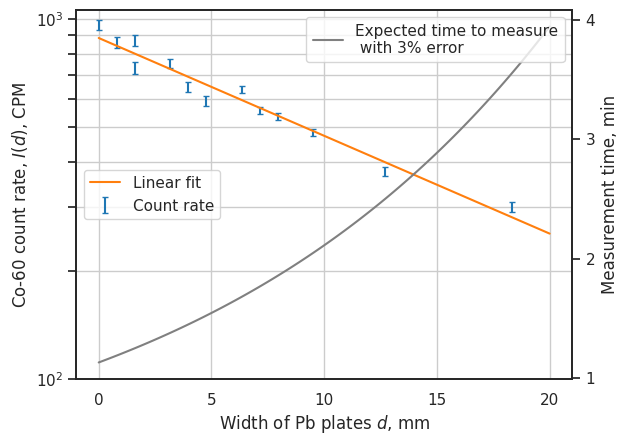 10³
10²
Co-60 count rate, I(d), CPM
Expected time to measure
with 3% error
Linear fit
Count rate
4
3
2
1
Measurement time, min
0
5
10
15
20
Width of Pb plates d, mm